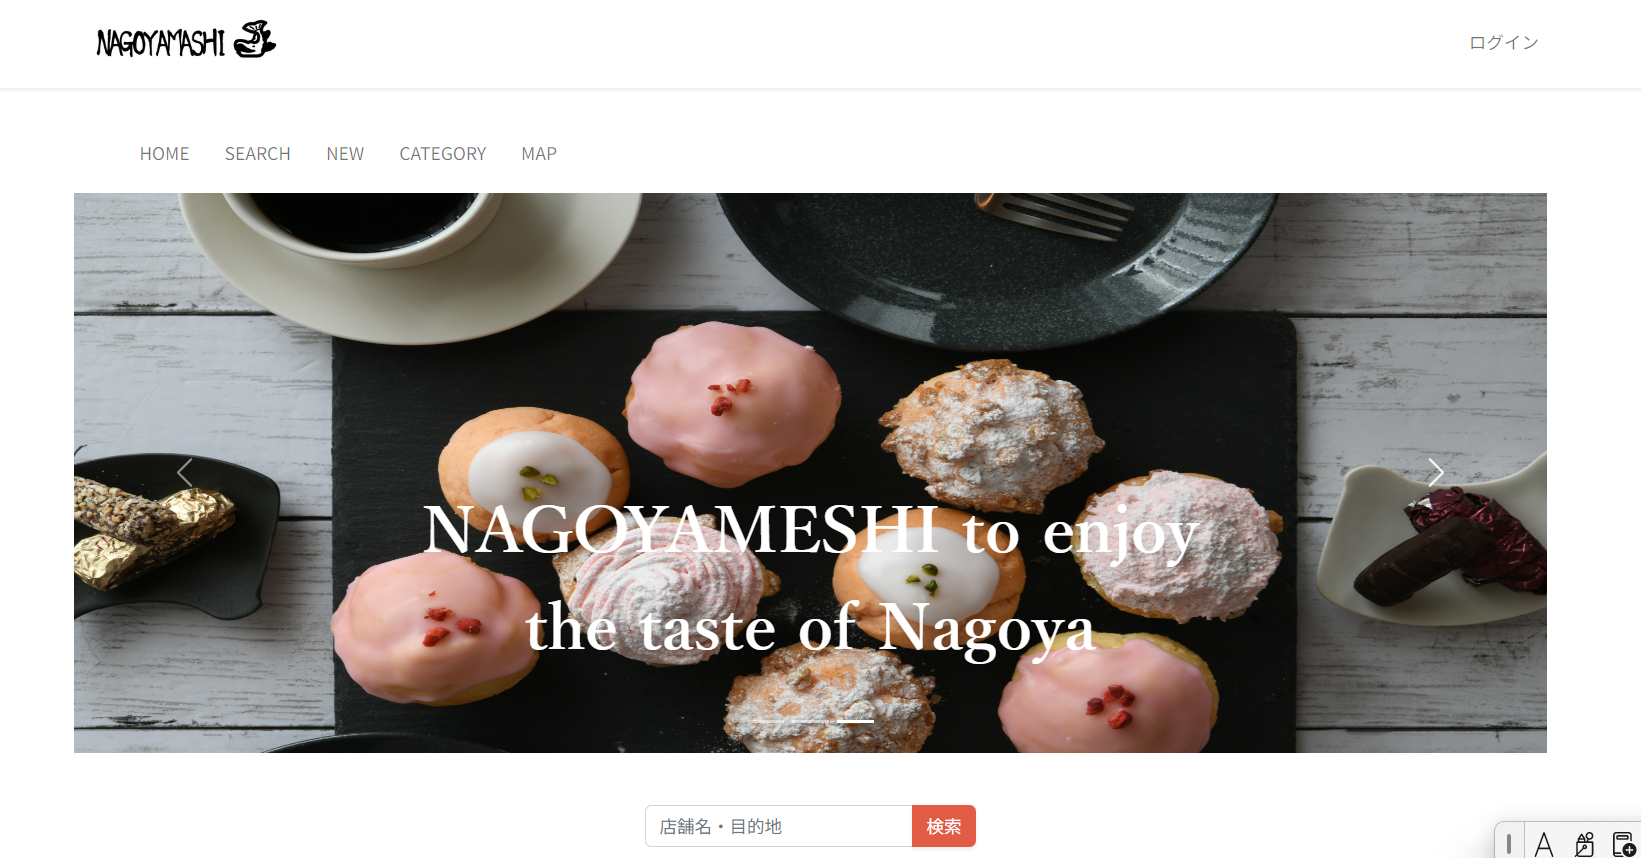 NAGOYAMASHI
ログイン
HOME SEARCH NEW CATEGORY MAP
NAGOYAMESHI to enjoy
the taste of Nagoya
店舗名・目的地 検索
A